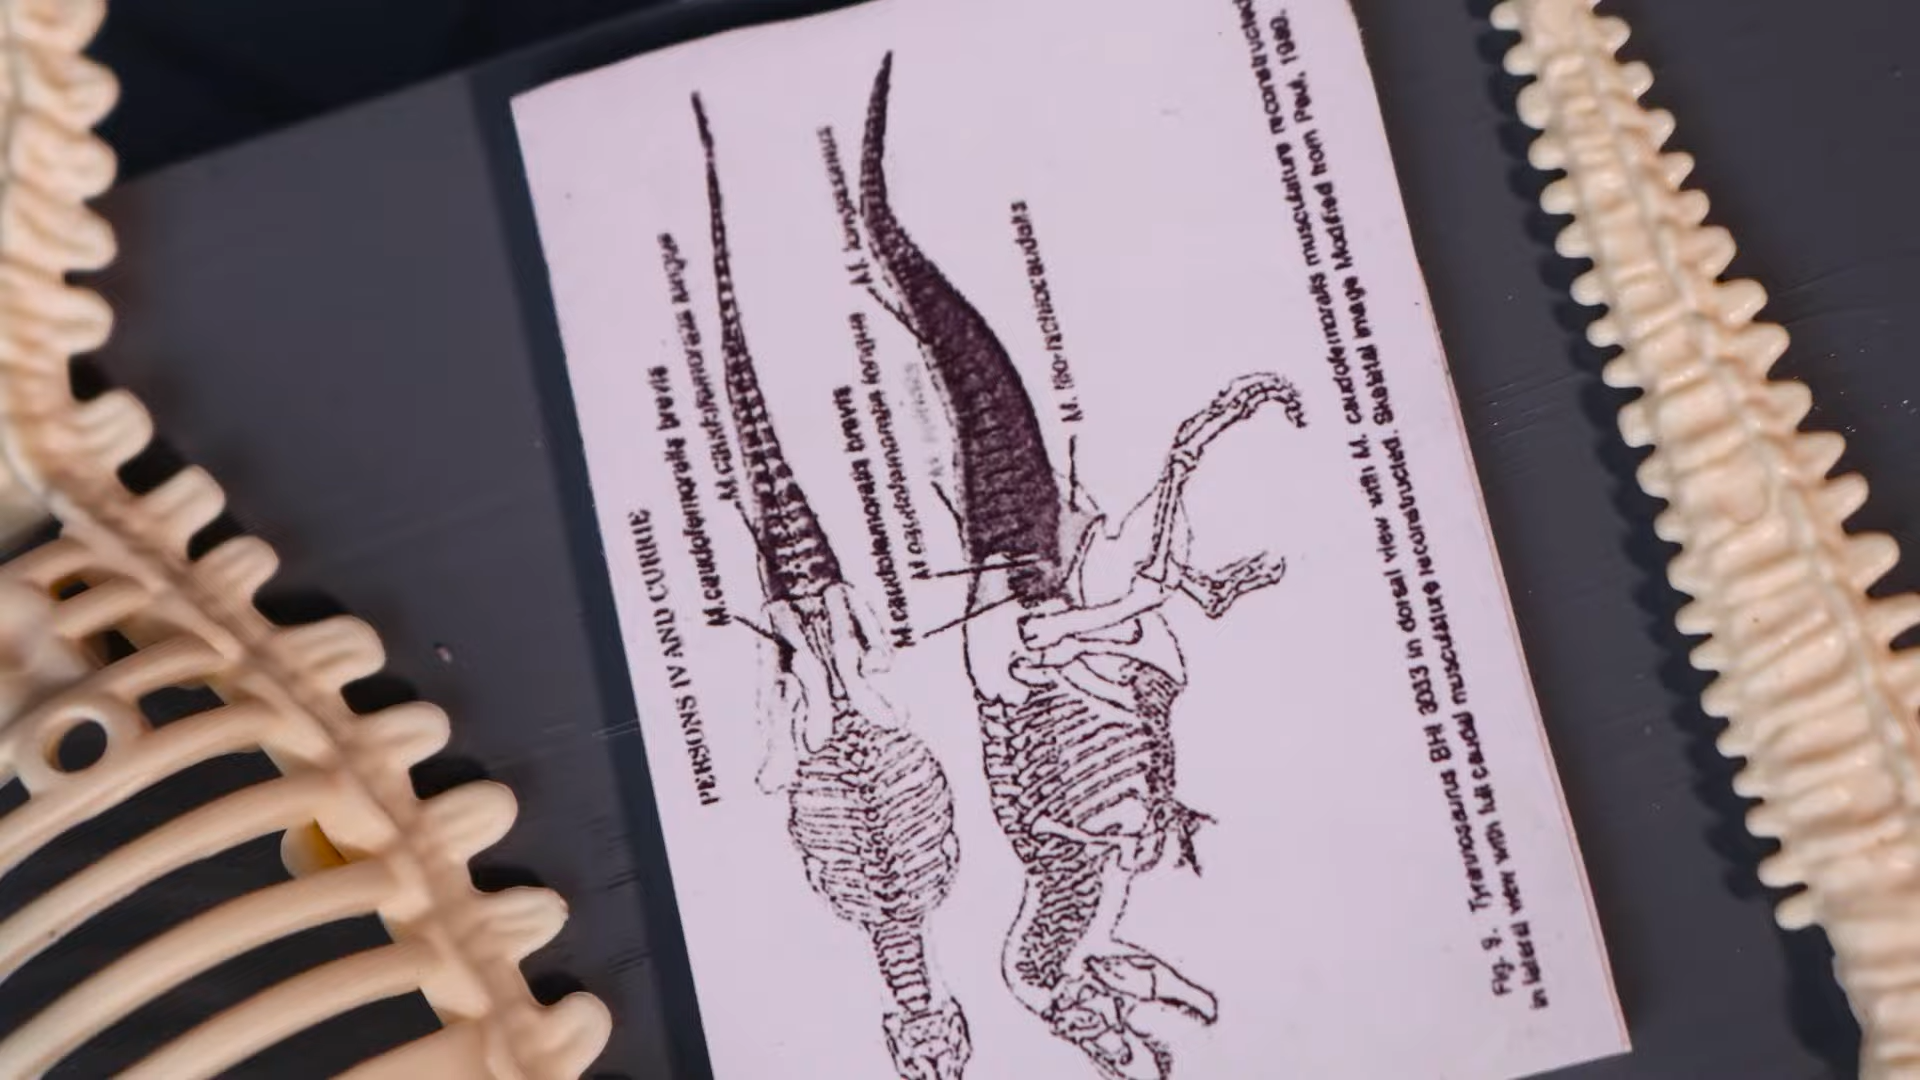 PERSONS IV AND CURRIE
M. caudofemoralis brevis
M. caudofemoralis longus
M. caudofemoralis brevis
M. caudofemoralis longus
M. longissimus
M. ilio-ischiocaudalis
Fig. 9. Tyrannosaurus BHI 3033 in dorsal view with M. caudofemoralis musculature reconstructed
in lateral view with full caudal musculature reconstructed. Skeletal image Modified from Paul, 1988.